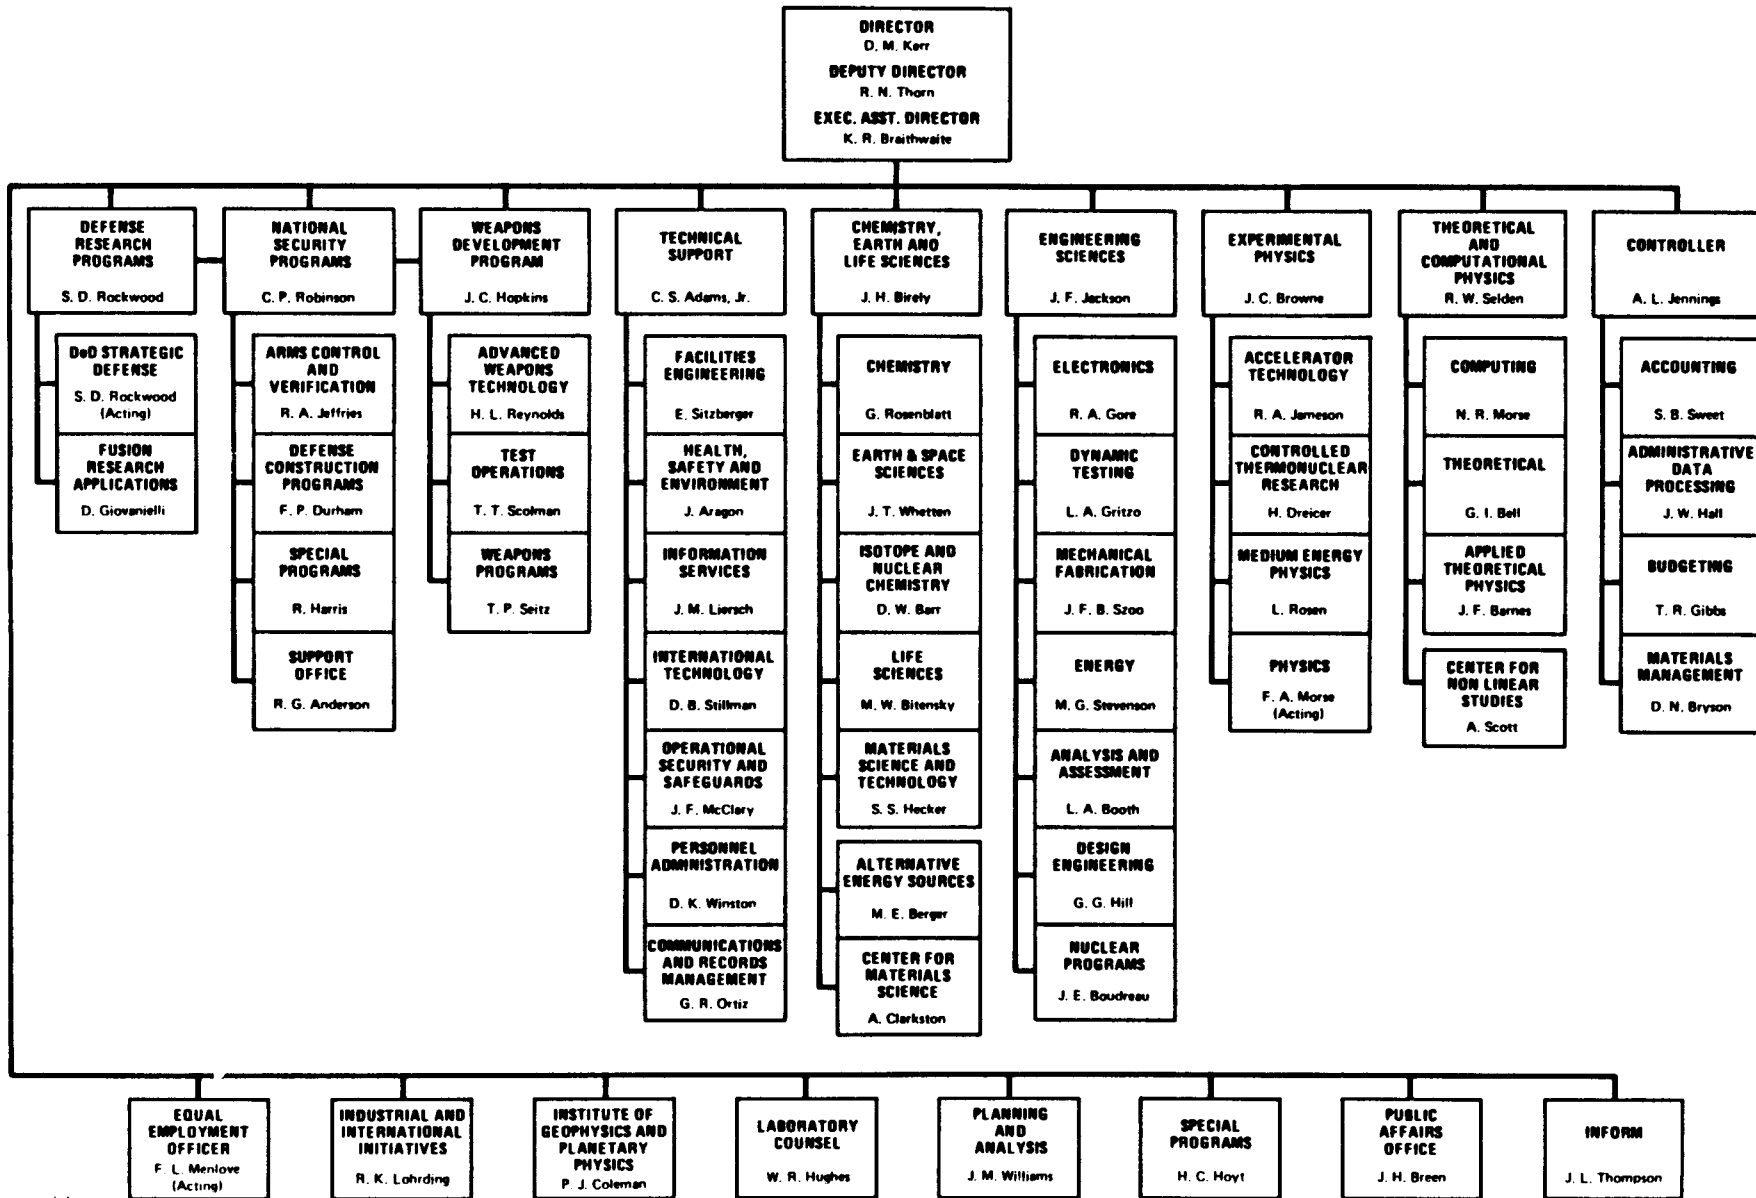 DIRECTOR
D. M. Kerr
DEPUTY DIRECTOR
R. N. Thorn
EXEC. ASST. DIRECTOR
K. R. Braithwaite
DEFENSE
RESEARCH
PROGRAMS
S. D. Rockwood
NATIONAL
SECURITY
PROGRAMS
C. P. Robinson
WEAPONS
DEVELOPMENT
PROGRAM
J. C. Hopkins
TECHNICAL
SUPPORT
C. S. Adams, Jr.
CHEMISTRY,
EARTH AND
LIFE SCIENCES
J. H. Birely
ENGINEERING
SCIENCES
J. F. Jackson
EXPERIMENTAL
PHYSICS
J. C. Browne
THEORETICAL
AND
COMPUTATIONAL
PHYSICS
R. W. Selden
CONTROLLER
A. L. Jennings
DoD STRATEGIC
DEFENSE
S. D. Rockwood
(Acting)
FUSION
RESEARCH
APPLICATIONS
D. Giovanielli
ARMS CONTROL
AND
VERIFICATION
R. A. Jeffries
DEFENSE
CONSTRUCTION
PROGRAMS
F. P. Durham
SPECIAL
PROGRAMS
R. Harris
SUPPORT
OFFICE
R. G. Anderson
ADVANCED
WEAPONS
TECHNOLOGY
H. L. Reynolds
TEST
OPERATIONS
T. T. Scolman
WEAPONS
PROGRAMS
T. P. Seitz
FACILITIES
ENGINEERING
E. Sitzberger
HEALTH,
SAFETY AND
ENVIRONMENT
J. Aragon
INFORMATION
SERVICES
J. M. Liersch
INTERNATIONAL
TECHNOLOGY
D. B. Stillman
OPERATIONAL
SECURITY AND
SAFEGUARDS
J. F. McClary
PERSONNEL
ADMINISTRATION
D. K. Winston
COMMUNICATIONS
AND RECORDS
MANAGEMENT
G. R. Ortiz
CHEMISTRY
G. Rosenblatt
EARTH & SPACE
SCIENCES
J. T. Whetten
ISOTOPE AND
NUCLEAR
CHEMISTRY
D. W. Barr
LIFE
SCIENCES
M. W. Bitensky
MATERIALS
SCIENCE AND
TECHNOLOGY
S. S. Hecker
ALTERNATIVE
ENERGY SOURCES
M. E. Berger
CENTER FOR
MATERIALS
SCIENCE
A. Clarkston
ELECTRONICS
R. A. Gore
DYNAMIC
TESTING
L. A. Gritzo
MECHANICAL
FABRICATION
J. F. B. Szoo
ENERGY
M. G. Stevenson
ANALYSIS AND
ASSESSMENT
L. A. Booth
DESIGN
ENGINEERING
G. G. Hill
NUCLEAR
PROGRAMS
J. E. Boudreau
ACCELERATOR
TECHNOLOGY
R. A. Jameson
CONTROLLED
THERMONUCLEAR
RESEARCH
H. Dreicer
MEDIUM ENERGY
PHYSICS
L. Rosen
PHYSICS
F. A. Morse
(Acting)
COMPUTING
N. R. Morse
THEORETICAL
G. I. Bell
APPLIED
THEORETICAL
PHYSICS
J. F. Barnes
CENTER FOR
NON LINEAR
STUDIES
A. Scott
ACCOUNTING
S. B. Sweet
ADMINISTRATIVE
DATA
PROCESSING
J. W. Hall
BUDGETING
T. R. Gibbs
MATERIALS
MANAGEMENT
D. N. Bryson
EQUAL
EMPLOYMENT
OFFICER
F. L. Menlove
(Acting)
INDUSTRIAL AND
INTERNATIONAL
INITIATIVES
R. K. Lohrding
INSTITUTE OF
GEOPHYSICS AND
PLANETARY
PHYSICS
P. J. Coleman
LABORATORY
COUNSEL
W. R. Hughes
PLANNING
AND
ANALYSIS
J. M. Williams
SPECIAL
PROGRAMS
H. C. Hoyt
PUBLIC
AFFAIRS
OFFICE
J. H. Breen
INFORM
J. L. Thompson